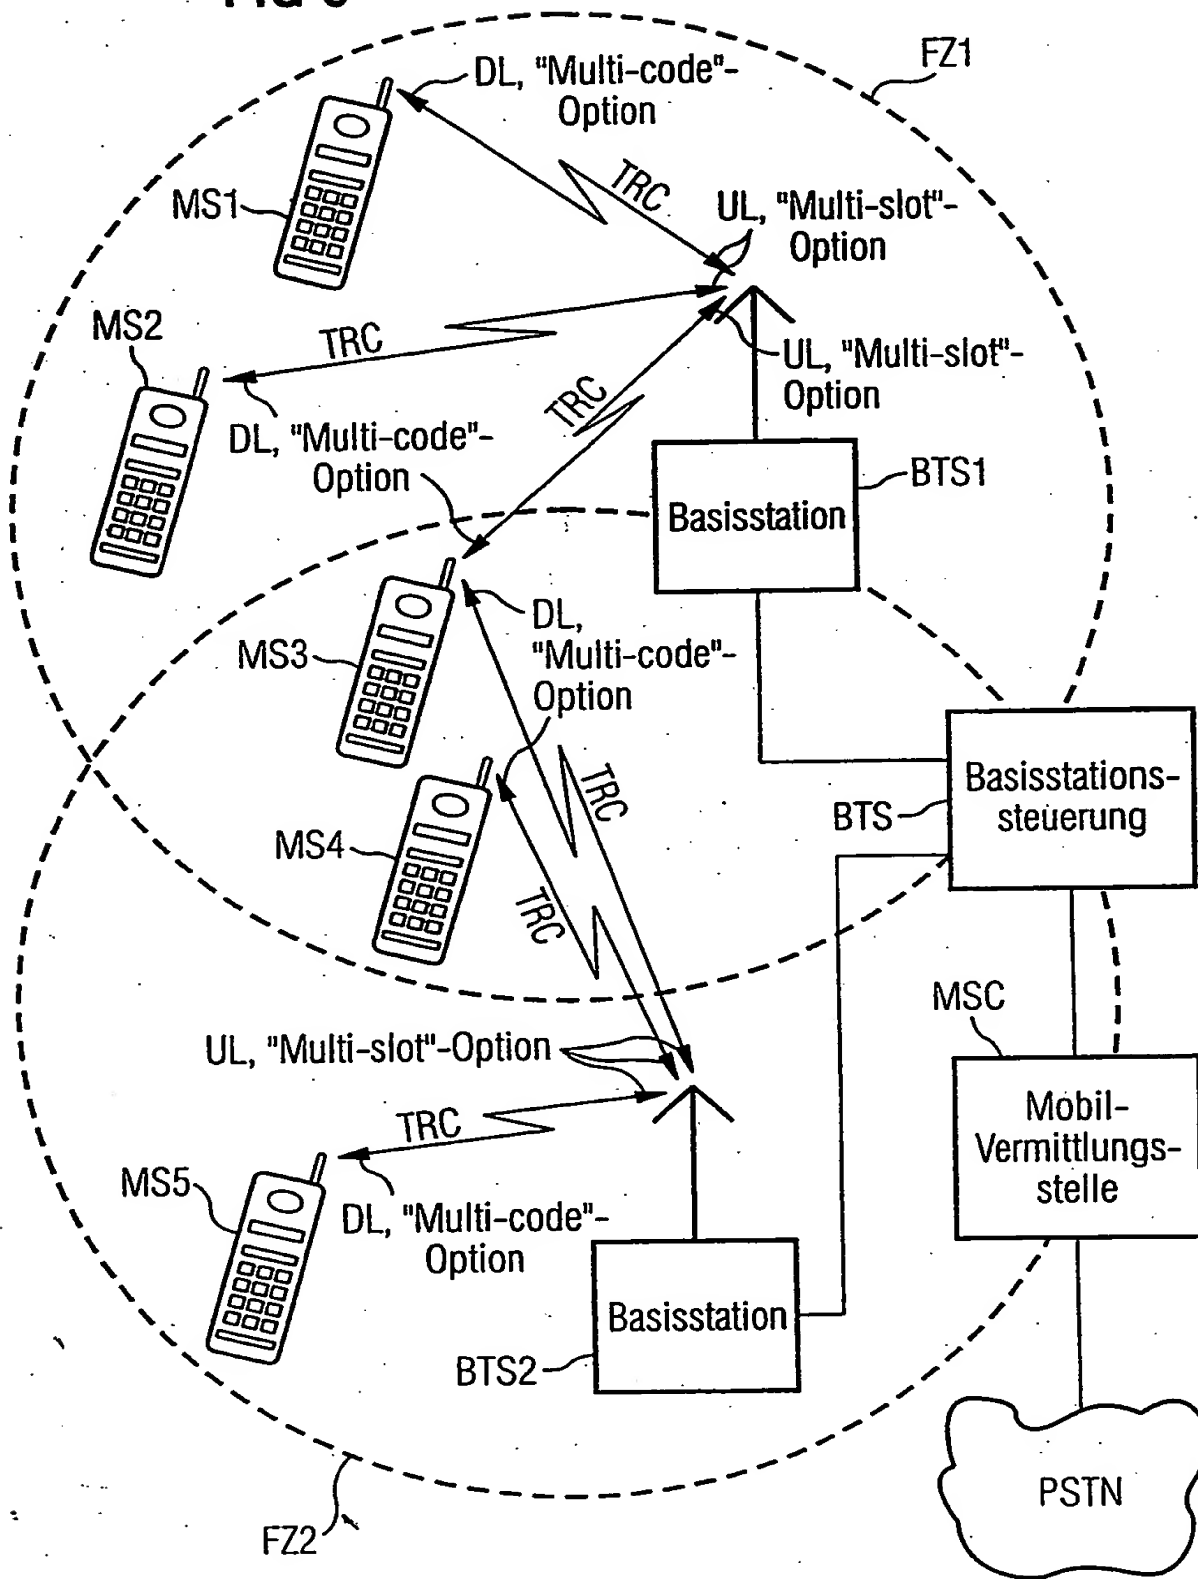 FZ1
DL, "Multi-code"-
Option
MS1
TRC
UL, "Multi-slot"-
Option
MS2
TRC
UL, "Multi-slot"-
Option
TRC
DL, "Multi-code"-
Option
BTS1
Basisstation
DL,
"Multi-code"-
Option
MS3
Basisstations-
steuerung
BTS
TRC
MS4
TRC
MSC
UL, "Multi-slot"-Option
Mobil-
Vermittlungs-
stelle
TRC
MS5
DL, "Multi-code"-
Option
Basisstation
BTS2
PSTN
FZ2